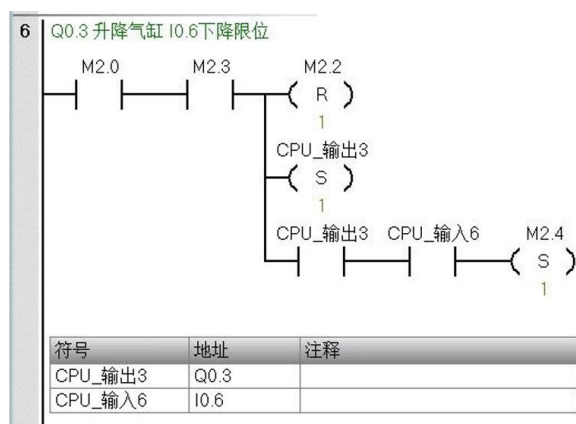 6 Q0.3 升降气缸 I0.6下降限位
M2.0 M2.3 M2.2
R
1
CPU_输出3
S
1
CPU_输出3 CPU_输入6 M2.4
S
1
符号 地址 注释
CPU_输出3 Q0.3
CPU_输入6 I0.6